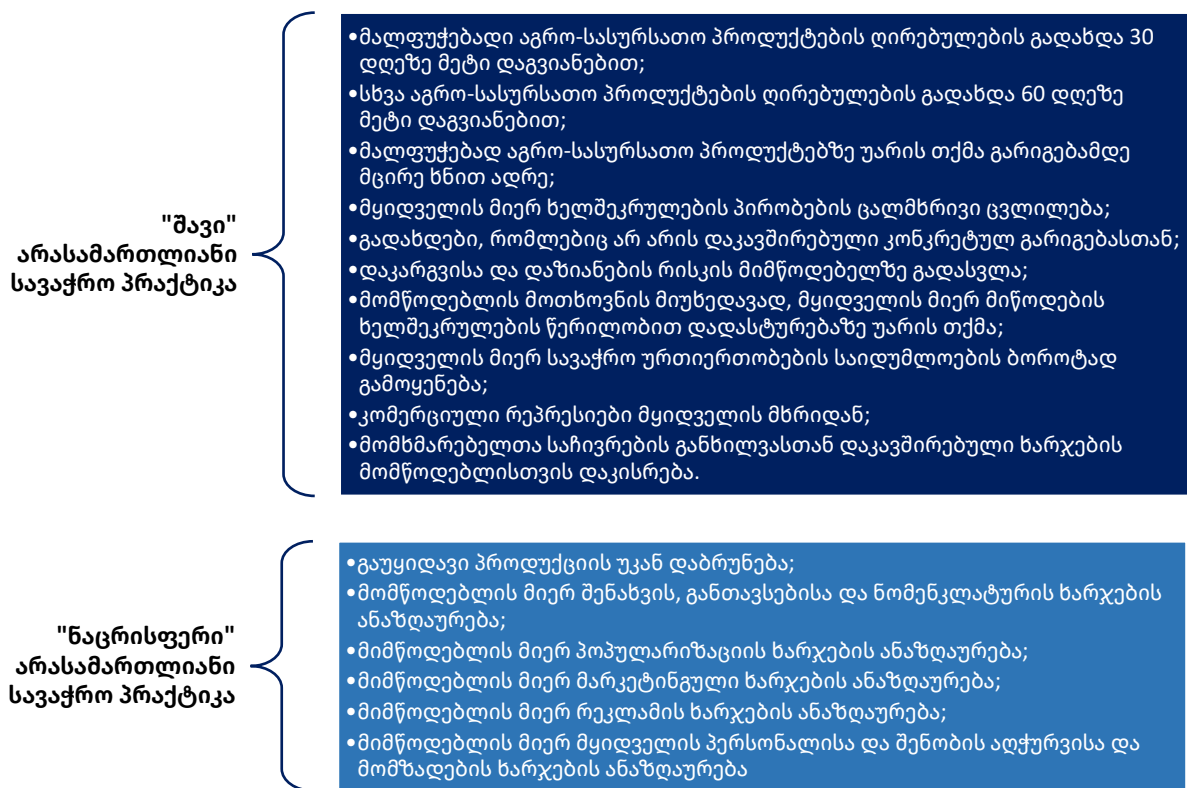 "შავი"
არასამართლიანი
სავაჭრო პრაქტიკა
•მალფუჭებადი აგრო-სასურსათო პროდუქტების ღირებულების გადახდა 30
დღეზე მეტი დაგვიანებით;
•სხვა აგრო-სასურსათო პროდუქტების ღირებულების გადახდა 60 დღეზე
მეტი დაგვიანებით;
•მალფუჭებად აგრო-სასურსათო პროდუქტებზე უარის თქმა გარიგებამდე
მცირე ხნით ადრე;
•მყიდველის მიერ ხელშეკრულების პირობების ცალმხრივი ცვლილება;
•გადახდები, რომლებიც არ არის დაკავშირებული კონკრეტულ გარიგებასთან;
•დაკარგვისა და დაზიანების რისკის მიმწოდებელზე გადასვლა;
•მომწოდებლის მოთხოვნის მიუხედავად, მყიდველის მიერ მიწოდების
ხელშეკრულების წერილობით დადასტურებაზე უარის თქმა;
•მყიდველის მიერ სავაჭრო ურთიერთობების საიდუმლოების ბოროტად
გამოყენება;
•კომერციული რეპრესიები მყიდველის მხრიდან;
•მომხმარებელთა საჩივრების განხილვასთან დაკავშირებული ხარჯების
მომწოდებლისთვის დაკისრება.
"ნაცრისფერი"
არასამართლიანი
სავაჭრო პრაქტიკა
•გაუყიდავი პროდუქციის უკან დაბრუნება;
•მომწოდებლის მიერ შენახვის, განთავსებისა და ნომენკლატურის ხარჯების
ანაზღაურება;
•მიმწოდებლის მიერ პოპულარიზაციის ხარჯების ანაზღაურება;
•მიმწოდებლის მიერ მარკეტინგული ხარჯების ანაზღაურება;
•მიმწოდებლის მიერ რეკლამის ხარჯების ანაზღაურება;
•მიმწოდებლის მიერ მყიდველის პერსონალისა და შენობის აღჭურვისა და
მომზადების ხარჯების ანაზღაურება